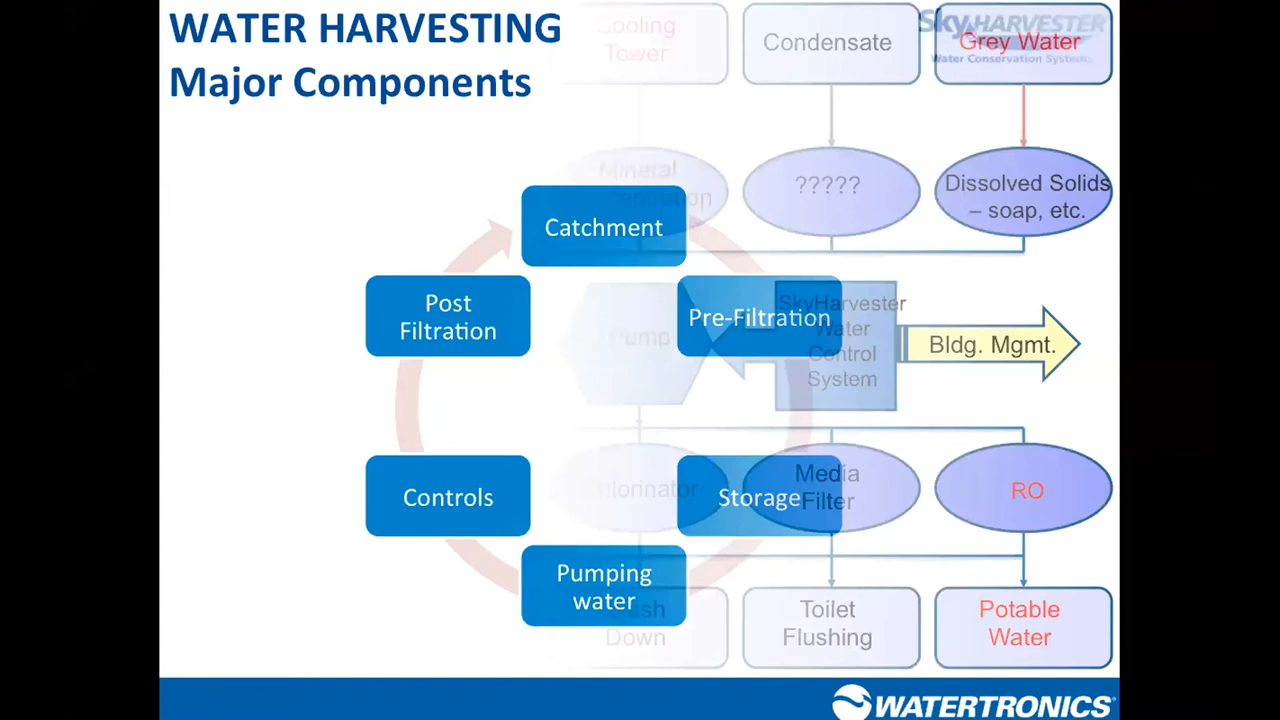 WATER HARVESTING
Major Components
Cooling
Tower
Condensate
SkyHARVESTER
Grey Water
Water Conservation Systems
Mineral
?????
Dissolved Solids
– soap, etc.
Catchment
Post
Filtration
Pump
Pre-Filtration
SkyHarvester
Water
Control
System
Bldg. Mgmt.
Controls
Storage
Media
Filter
RO
Pumping
water
Down
Toilet
Flushing
Potable
Water
WATERTRONICS